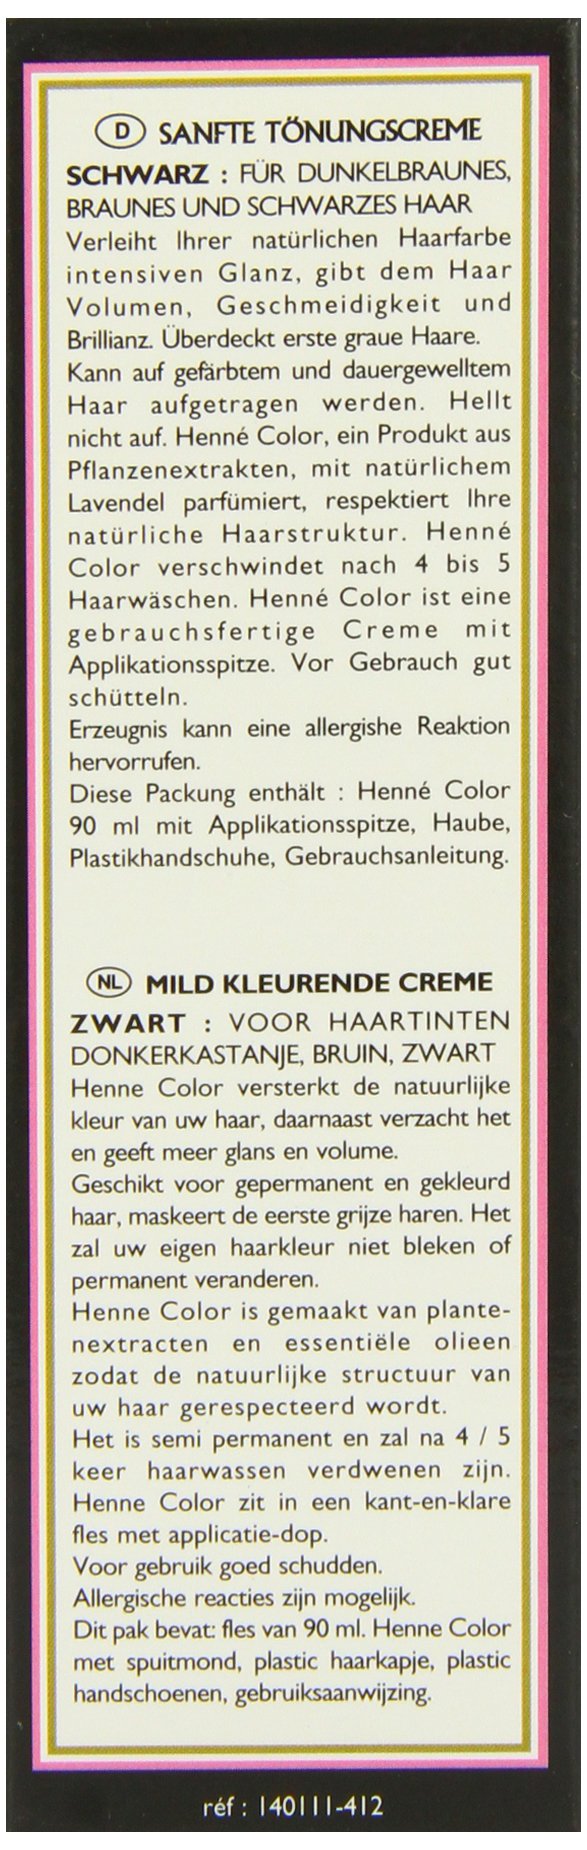 D SANFTE TÖNUNGSCREME
SCHWARZ : FÜR DUNKELBRAUNES,
BRAUNES UND SCHWARZES HAAR
Verleiht Ihrer natürlichen Haarfarbe
intensiven Glanz, gibt dem Haar
Volumen, Geschmeidigkeit und
Brillianz. Überdeckt erste graue Haare.
Kann auf gefärbtem und dauergewelltem
Haar aufgetragen werden. Hellt
nicht auf. Henné Color, ein Produkt aus
Pflanzenextrakten, mit natürlichem
Lavendel parfümiert, respektiert Ihre
natürliche Haarstruktur. Henné
Color verschwindet nach 4 bis 5
Haarwäschen. Henné Color ist eine
gebrauchsfertige Creme mit
Applikationsspitze. Vor Gebrauch gut
schütteln.
Erzeugnis kann eine allergishe Reaktion
hervorrufen.
Diese Packung enthält : Henné Color
90 ml mit Applikationsspitze, Haube,
Plastikhandschuhe, Gebrauchsanleitung.
NL MILD KLEURENDE CREME
ZWART : VOOR HAARTINTEN
DONKERKASTANJE, BRUIN, ZWART
Henne Color versterkt de natuurlijke
kleur van uw haar, daarnaast verzacht het
en geeft meer glans en volume.
Geschikt voor gepermanent en gekleurd
haar, maskeert de eerste grijze haren. Het
zal uw eigen haarkleur niet bleken of
permanent veranderen.
Henne Color is gemaakt van plante-
nextracten en essentiële olieen
zodat de natuurlijke structuur van
uw haar gerespecteerd wordt.
Het is semi permanent en zal na 4 / 5
keer haarwassen verdwenen zijn.
Henne Color zit in een kant-en-klare
fles met applicatie-dop.
Voor gebruik goed schudden.
Allergische reacties zijn mogelijk.
Dit pak bevat: fles van 90 ml. Henne Color
met spuitmond, plastic haarkapje, plastic
handschoenen, gebruiksaanwijzing.
réf : 140111-412